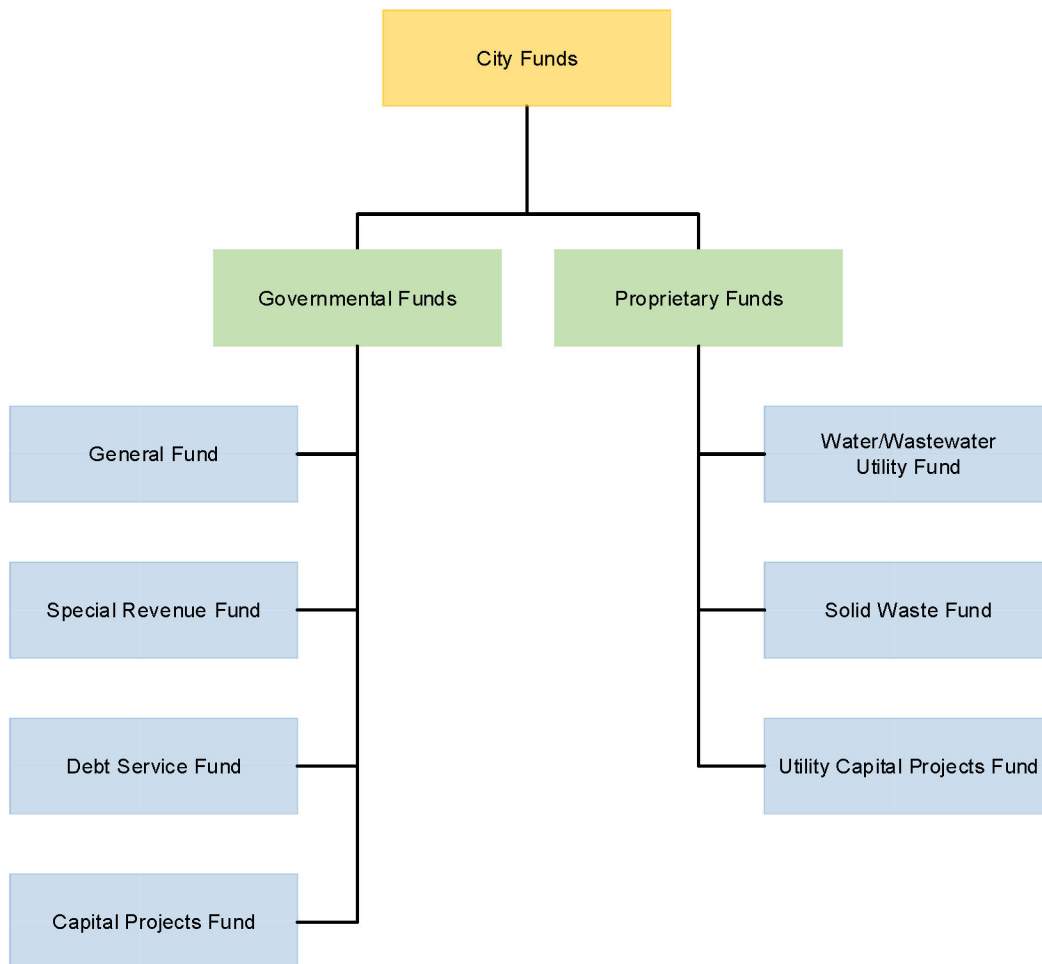 City Funds
Governmental Funds
Proprietary Funds
General Fund
Water/Wastewater
Utility Fund
Special Revenue Fund
Solid Waste Fund
Debt Service Fund
Utility Capital Projects Fund
Capital Projects Fund